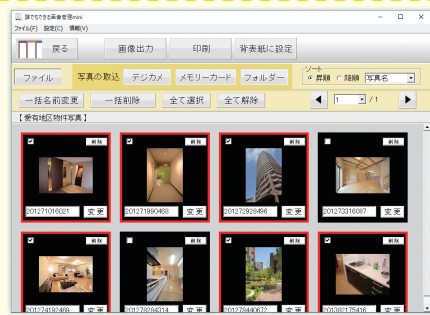 誰でもできる画像管理mini
ファイル(F) 設定(C) 情報(V)
戻る 画像出力 印刷 背表紙に設定
ファイル 写真の取込 デジカメ メモリーカード フォルダー
ソート
昇順 降順 写真名
一括名前変更 一括削除 全て選択 全て解除 1 / 1
【愛有地区物件写真】
削除 削除 削除 削除
201271016021 変更 201271990468 変更 201272928496 変更 201273316087 変更
削除 削除 削除 削除
201274192469 変更 201278284314 変更 201278440672 変更 201382175416 変更